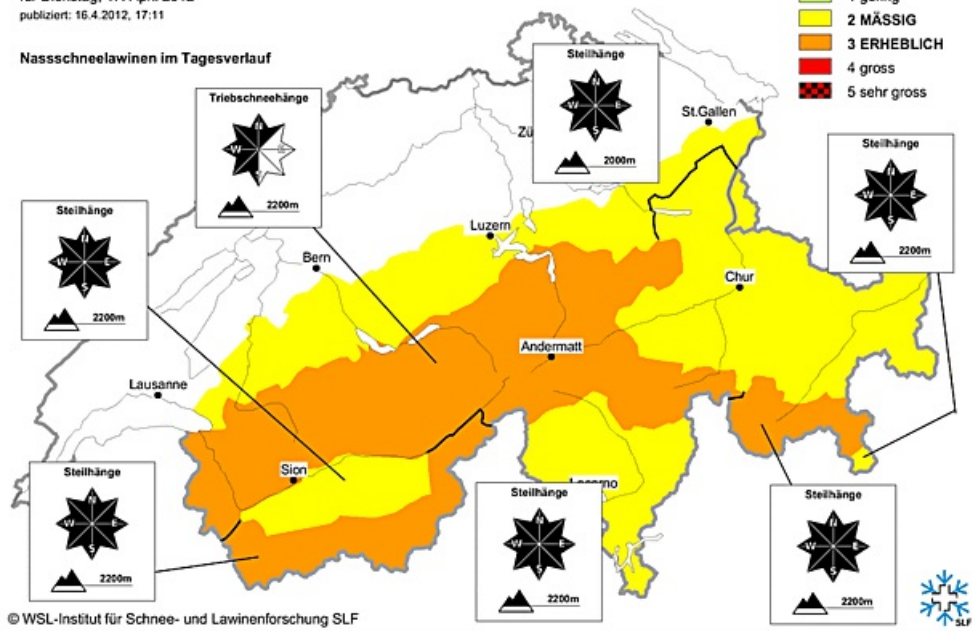 publiziert: 16.4.2012, 17:11
Nassschneelawinen im Tagesverlauf
2 MÄSSIG
3 ERHEBLICH
4 gross
5 sehr gross
Steilhänge
N
W E
S
2000m
Triebschneehänge
N
W E
S
2200m
Steilhänge
N
W E
S
2200m
Steilhänge
N
W E
S
2200m
St.Gallen
Luzern
Bern
Chur
Andermatt
Lausanne
Sion
Steilhänge
N
W E
S
2200m
Steilhänge
N
W E
S
2200m
Steilhänge
N
W E
S
2200m
© WSL-Institut für Schnee- und Lawinenforschung SLF
SLF